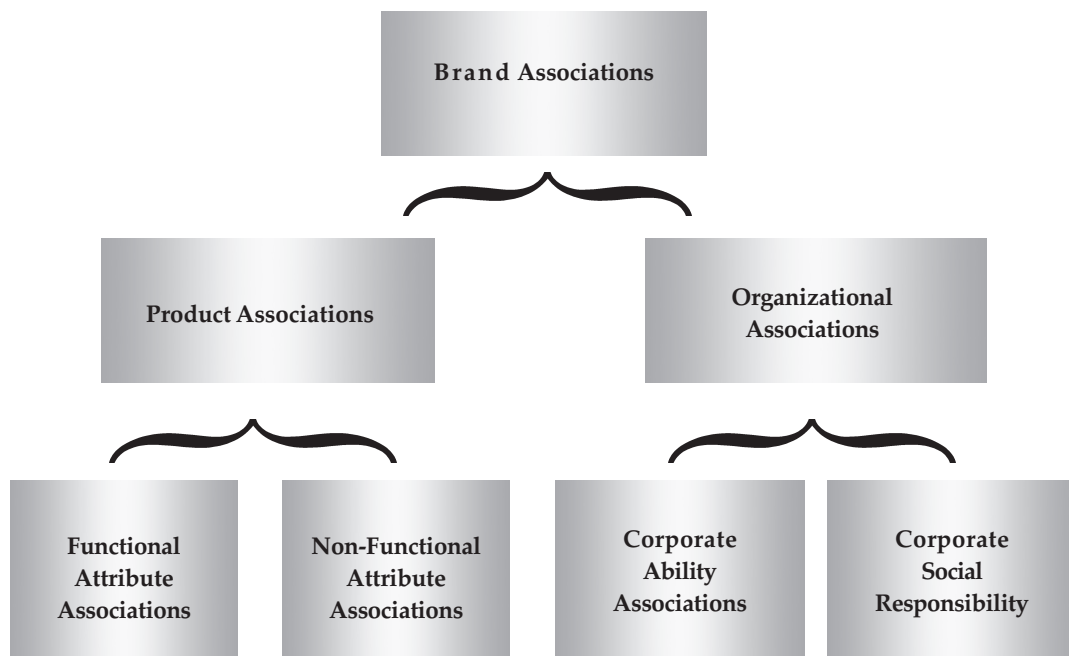 Brand Associations
Product Associations
Organizational
Associations
Functional
Attribute
Associations
Non-Functional
Attribute
Associations
Corporate
Ability
Associations
Corporate
Social
Responsibility